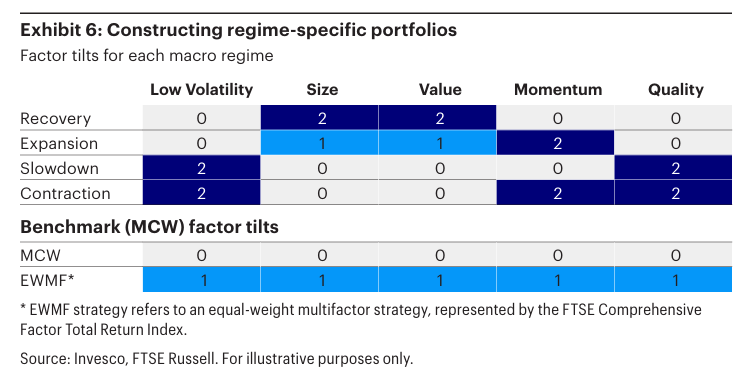 Exhibit 6: Constructing regime-specific portfolios
Factor tilts for each macro regime
Low Volatility Size Value Momentum Quality
Recovery 0 2 2 0 0
Expansion 0 1 1 2 0
Slowdown 2 0 0 0 2
Contraction 2 0 0 2 2
Benchmark (MCW) factor tilts
MCW 0 0 0 0 0
EWMF* 1 1 1 1 1
* EWMF strategy refers to an equal-weight multifactor strategy, represented by the FTSE Comprehensive
Factor Total Return Index.
Source: Invesco, FTSE Russell. For illustrative purposes only.